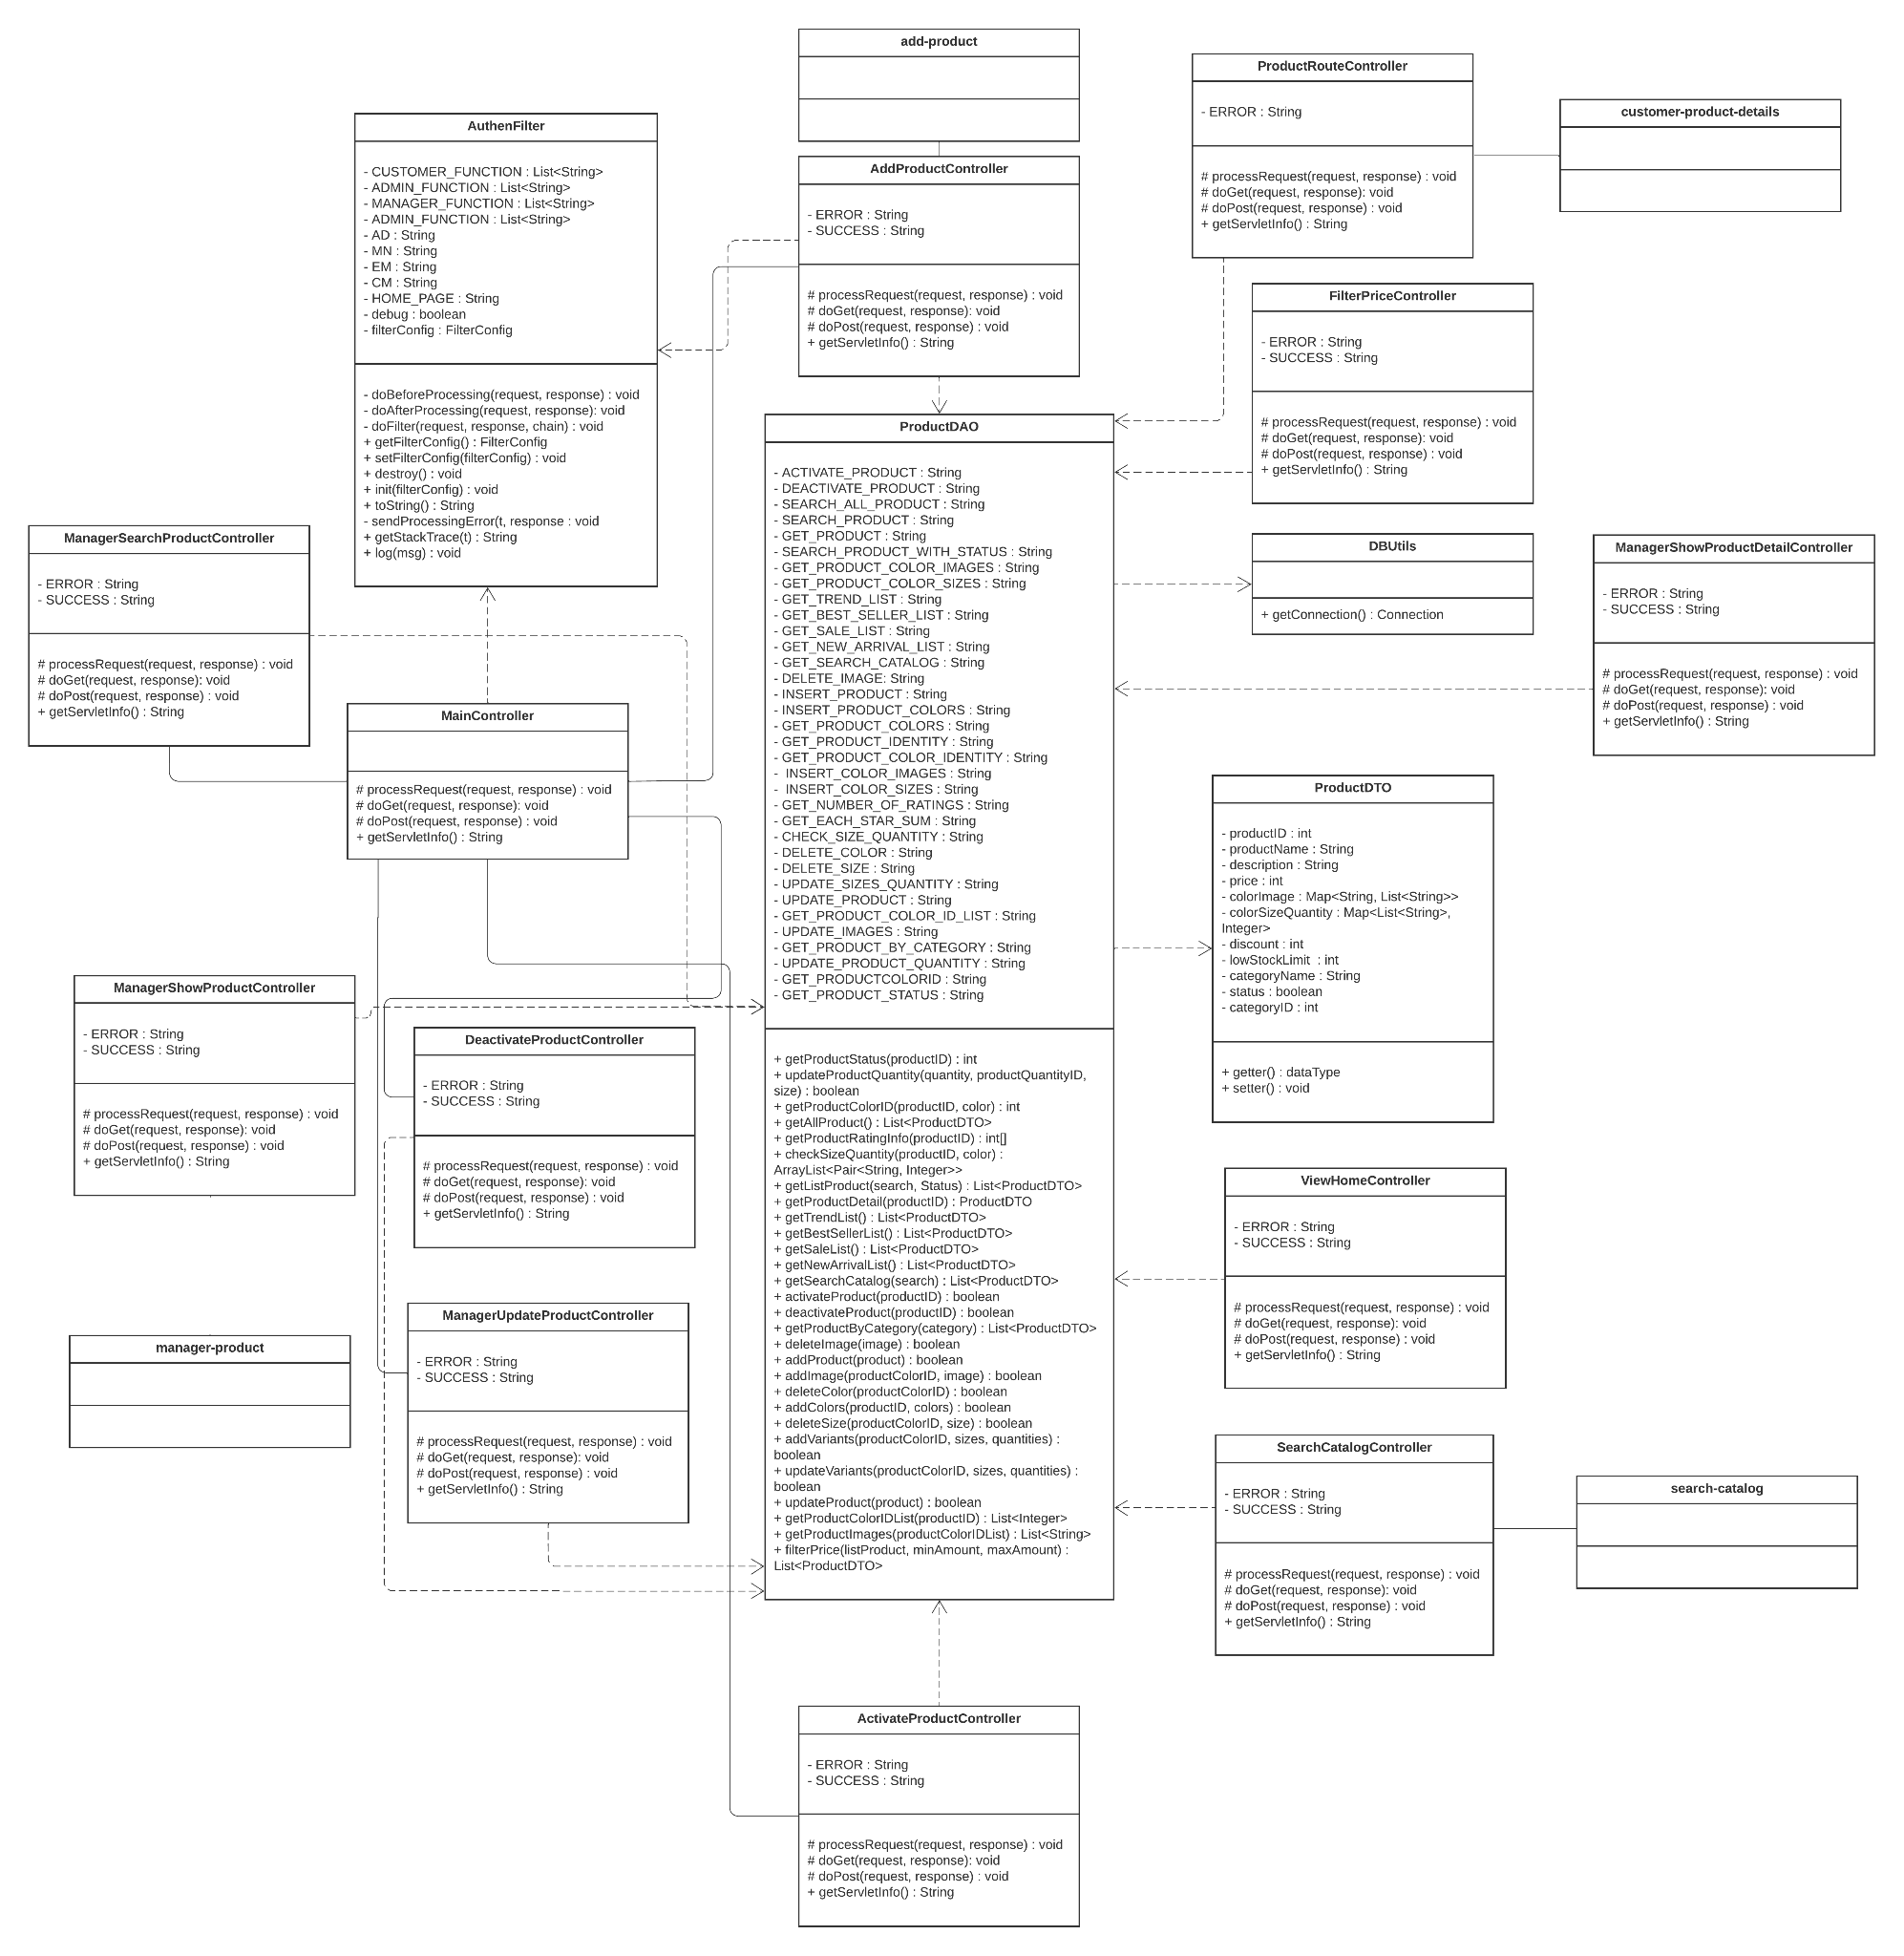 add-product
ProductRouteController
- ERROR : String
# processRequest(request, response) : void
# doGet(request, response): void
# doPost(request, response) : void
+ getServletInfo() : String
customer-product-details
AuthenFilter
- CUSTOMER_FUNCTION : List<String>
- ADMIN_FUNCTION : List<String>
- MANAGER_FUNCTION : List<String>
- ADMIN_FUNCTION : List<String>
- AD : String
- MN : String
- EM : String
- CM : String
- HOME_PAGE : String
- debug : boolean
- filterConfig : FilterConfig
- doBeforeProcessing(request, response) : void
- doAfterProcessing(request, response): void
- doFilter(request, response, chain) : void
+ getFilterConfig() : FilterConfig
+ setFilterConfig(filterConfig) : void
+ destroy() : void
+ init(filterConfig) : void
+ toString() : String
- sendProcessingError(t, response : void
+ getStackTrace(t) : String
+ log(msg) : void
AddProductController
- ERROR : String
- SUCCESS : String
# processRequest(request, response) : void
# doGet(request, response): void
# doPost(request, response) : void
+ getServletInfo() : String
FilterPriceController
- ERROR : String
- SUCCESS : String
# processRequest(request, response) : void
# doGet(request, response): void
# doPost(request, response) : void
+ getServletInfo() : String
ProductDAO
- ACTIVATE_PRODUCT : String
- DEACTIVATE_PRODUCT : String
- SEARCH_ALL_PRODUCT : String
- SEARCH_PRODUCT : String
- GET_PRODUCT : String
- SEARCH_PRODUCT_WITH_STATUS : String
- GET_PRODUCT_COLOR_IMAGES : String
- GET_PRODUCT_COLOR_SIZES : String
- GET_TREND_LIST : String
- GET_BEST_SELLER_LIST : String
- GET_SALE_LIST : String
- GET_NEW_ARRIVAL_LIST : String
- GET_SEARCH_CATALOG : String
- DELETE_IMAGE: String
- INSERT_PRODUCT : String
- INSERT_PRODUCT_COLORS : String
- GET_PRODUCT_COLORS : String
- GET_PRODUCT_IDENTITY : String
- GET_PRODUCT_COLOR_IDENTITY : String
-  INSERT_COLOR_IMAGES : String
-  INSERT_COLOR_SIZES : String
- GET_NUMBER_OF_RATINGS : String
- GET_EACH_STAR_SUM : String
- CHECK_SIZE_QUANTITY : String
- DELETE_COLOR : String
- DELETE_SIZE : String
- UPDATE_SIZES_QUANTITY : String
- UPDATE_PRODUCT : String
- GET_PRODUCT_COLOR_ID_LIST : String
- UPDATE_IMAGES : String
- GET_PRODUCT_BY_CATEGORY : String
- UPDATE_PRODUCT_QUANTITY : String
- GET_PRODUCTCOLORID : String
- GET_PRODUCT_STATUS : String
+ getProductStatus(productID) : int
+ updateProductQuantity(quantity, productQuantityID,
size) : boolean
+ getProductColorID(productID, color) : int
+ getAllProduct() : List<ProductDTO>
+ getProductRatingInfo(productID) : int[]
+ checkSizeQuantity(productID, color) :
ArrayList<Pair<String, Integer>>
+ getListProduct(search, Status) : List<ProductDTO>
+ getProductDetail(productID) : ProductDTO
+ getTrendList() : List<ProductDTO>
+ getBestSellerList() : List<ProductDTO>
+ getSaleList() : List<ProductDTO>
+ getNewArrivalList() : List<ProductDTO>
+ getSearchCatalog(search) : List<ProductDTO>
+ activateProduct(productID) : boolean
+ deactivateProduct(productID) : boolean
+ getProductByCategory(category) : List<ProductDTO>
+ deleteImage(image) : boolean
+ addProduct(product) : boolean
+ addImage(productColorID, image) : boolean
+ deleteColor(productColorID) : boolean
+ addColors(productID, colors) : boolean
+ deleteSize(productColorID, size) : boolean
+ addVariants(productColorID, sizes, quantities) :
boolean
+ updateVariants(productColorID, sizes, quantities) :
boolean
+ updateProduct(product) : boolean
+ getProductColorIDList(productID) : List<Integer>
+ getProductImages(productColorIDList) : List<String>
+ filterPrice(listProduct, minAmount, maxAmount) :
List<ProductDTO>
ManagerSearchProductController
- ERROR : String
- SUCCESS : String
# processRequest(request, response) : void
# doGet(request, response): void
# doPost(request, response) : void
+ getServletInfo() : String
DBUtils
+ getConnection() : Connection
ManagerShowProductDetailController
- ERROR : String
- SUCCESS : String
# processRequest(request, response) : void
# doGet(request, response): void
# doPost(request, response) : void
+ getServletInfo() : String
MainController
# processRequest(request, response) : void
# doGet(request, response): void
# doPost(request, response) : void
+ getServletInfo() : String
ProductDTO
- productID : int
- productName : String
- description : String
- price : int
- colorImage : Map<String, List<String>>
- colorSizeQuantity : Map<List<String>,
Integer>
- discount : int
- lowStockLimit  : int
- categoryName : String
- status : boolean
- categoryID : int
+ getter() : dataType
+ setter() : void
ManagerShowProductController
- ERROR : String
- SUCCESS : String
# processRequest(request, response) : void
# doGet(request, response): void
# doPost(request, response) : void
+ getServletInfo() : String
DeactivateProductController
- ERROR : String
- SUCCESS : String
# processRequest(request, response) : void
# doGet(request, response): void
# doPost(request, response) : void
+ getServletInfo() : String
ViewHomeController
- ERROR : String
- SUCCESS : String
# processRequest(request, response) : void
# doGet(request, response): void
# doPost(request, response) : void
+ getServletInfo() : String
ManagerUpdateProductController
- ERROR : String
- SUCCESS : String
# processRequest(request, response) : void
# doGet(request, response): void
# doPost(request, response) : void
+ getServletInfo() : String
manager-product
SearchCatalogController
- ERROR : String
- SUCCESS : String
# processRequest(request, response) : void
# doGet(request, response): void
# doPost(request, response) : void
+ getServletInfo() : String
search-catalog
ActivateProductController
- ERROR : String
- SUCCESS : String
# processRequest(request, response) : void
# doGet(request, response): void
# doPost(request, response) : void
+ getServletInfo() : String